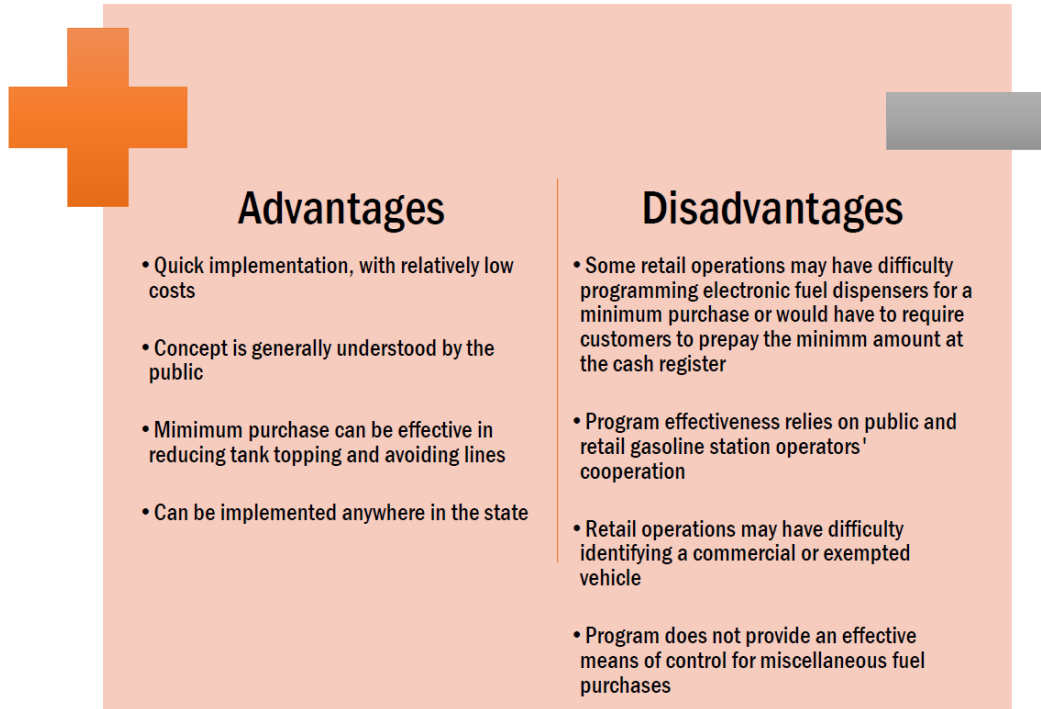 Advantages
• Quick implementation, with relatively low
costs
• Concept is generally understood by the
public
• Mimimum purchase can be effective in
reducing tank topping and avoiding lines
• Can be implemented anywhere in the state
Disadvantages
• Some retail operations may have difficulty
programming electronic fuel dispensers for a
minimum purchase or would have to require
customers to prepay the minimm amount at
the cash register
• Program effectiveness relies on public and
retail gasoline station operators'
cooperation
• Retail operations may have difficulty
identifying a commercial or exempted
vehicle
• Program does not provide an effective
means of control for miscellaneous fuel
purchases